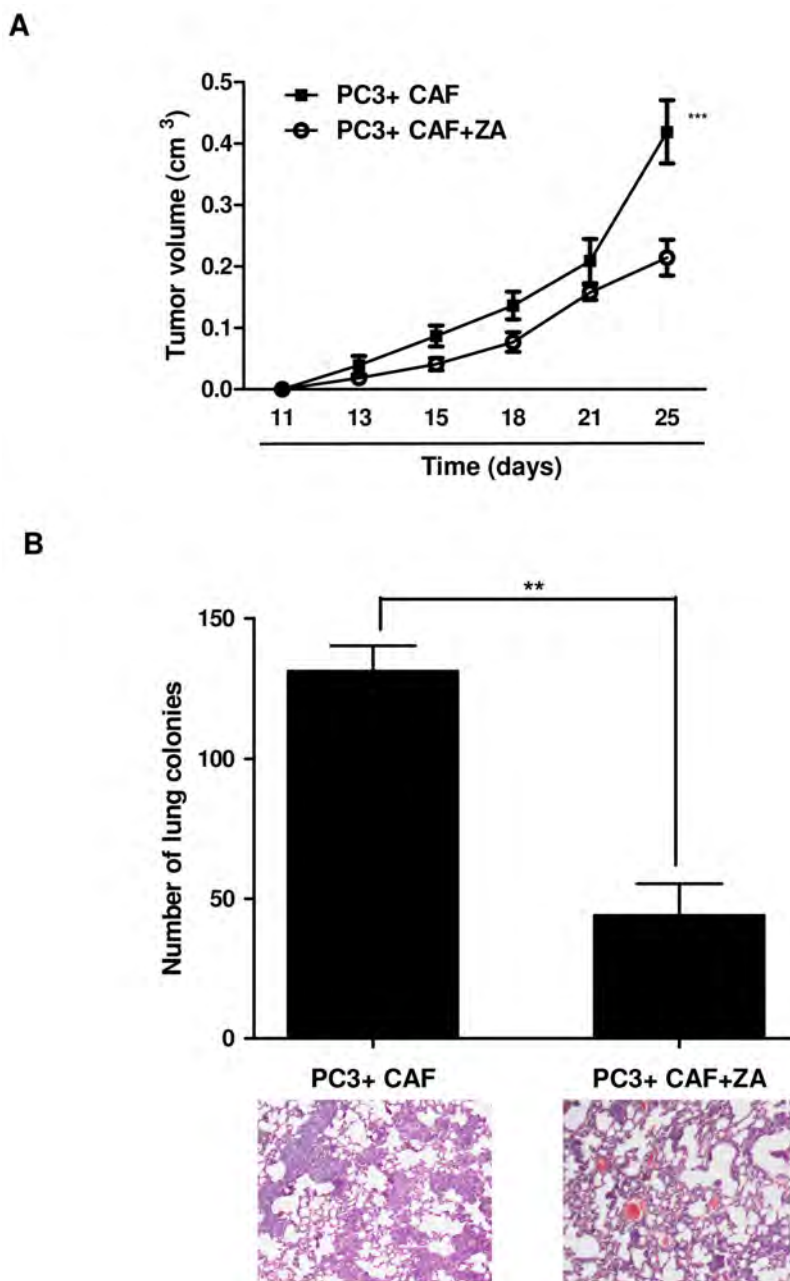 A
0.5
0.4
0.3
0.2
0.1
0.0
Tumor volume (cm 3)
PC3+ CAF
PC3+ CAF+ZA
***
11 13 15 18 21 25
Time (days)
B
**
150
100
50
0
Number of lung colonies
PC3+ CAF PC3+ CAF+ZA